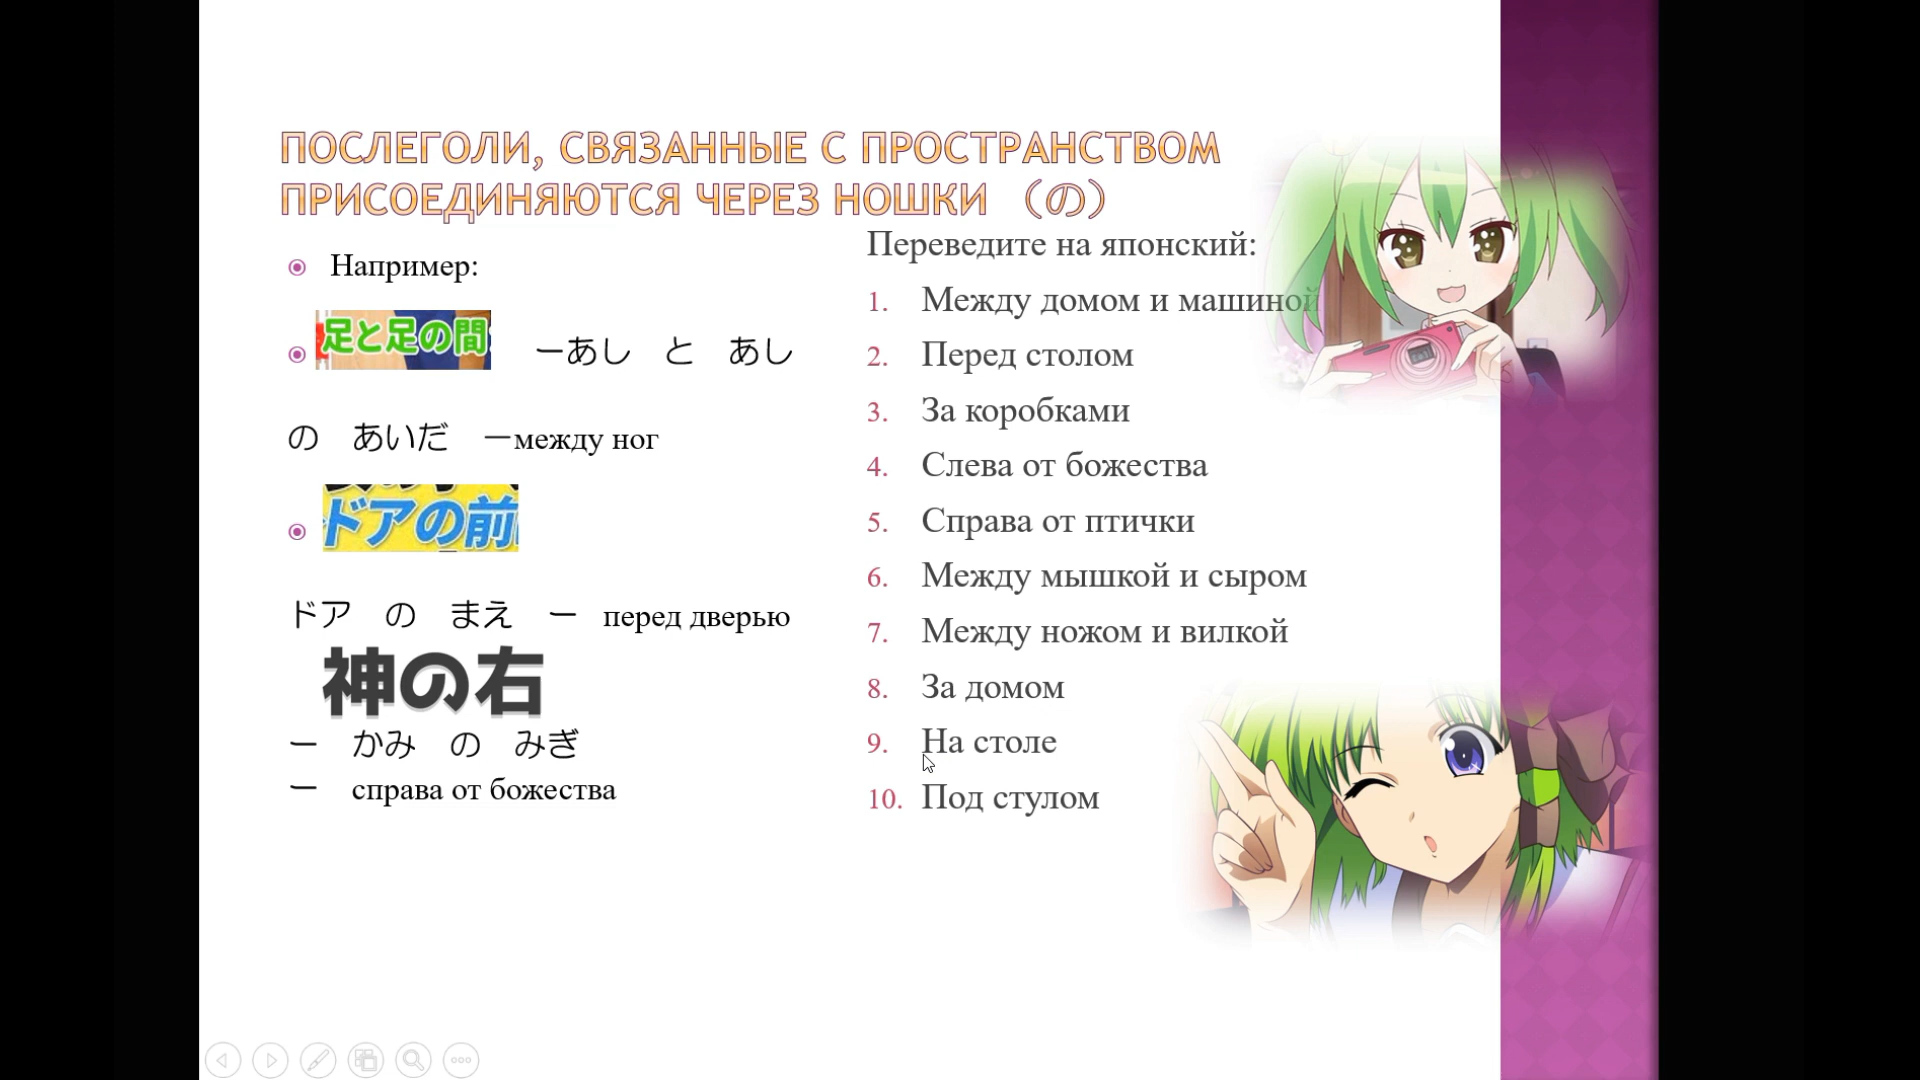 ПОСЛЕГОЛИ, СВЯЗАННЫЕ С ПРОСТРАНСТВОМ
ПРИСОЕДИНЯЮТСЯ ЧЕРЕЗ НОШКИ （の）
Например:
足と足の間 ーあし と あし
の あいだ ーмежду ног
ドアの前
ドア の まえ ー перед дверью
神の右
ー かみ の みぎ
ー справа от божества
Переведите на японский:
1. Между домом и машиной
2. Перед столом
3. За коробками
4. Слева от божества
5. Справа от птички
6. Между мышкой и сыром
7. Между ножом и вилкой
8. За домом
9. На столе
10. Под стулом